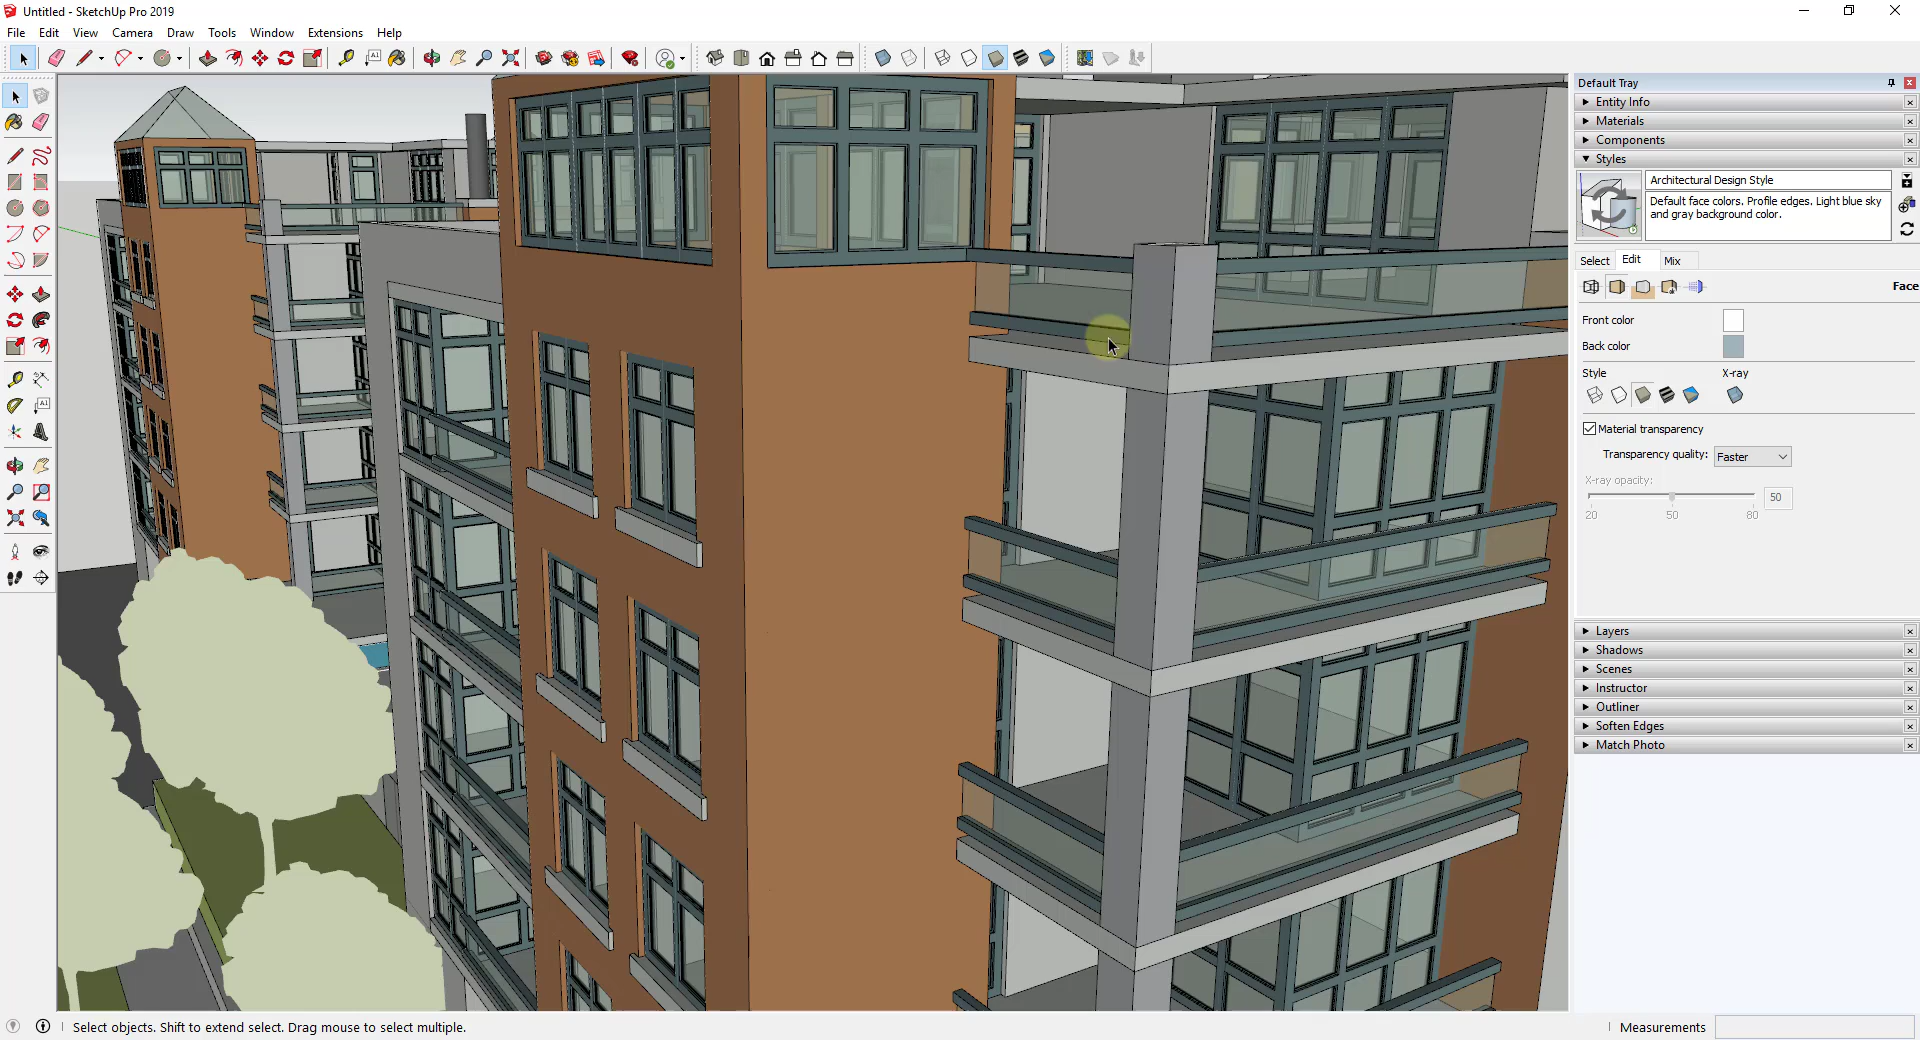 Untitled - SketchUp Pro 2019
File Edit View Camera Draw Tools Window Extensions Help
Default Tray
Entity Info
Materials
Components
Styles
Architectural Design Style
Default face colors. Profile edges. Light blue sky
and gray background color.
Select Edit Mix
Face
Front color
Back color
Style X-ray
Material transparency
Transparency quality: Faster
X-ray opacity:
50
20 50 80
Layers
Shadows
Scenes
Instructor
Outliner
Soften Edges
Match Photo
Select objects. Shift to extend select. Drag mouse to select multiple.
Measurements